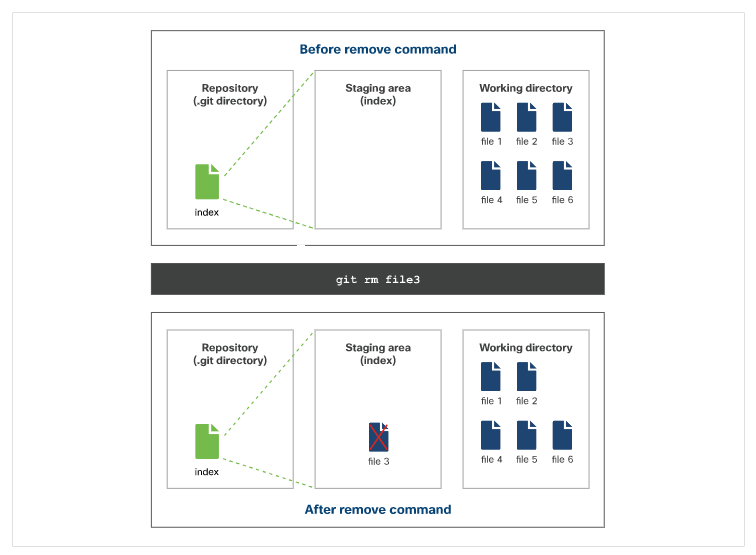 Before remove command
Repository
(.git directory)
index
Staging area
(index)
Working directory
file 1 file 2 file 3
file 4 file 5 file 6
git rm file3
Repository
(.git directory)
index
Staging area
(index)
file 3
Working directory
file 1 file 2
file 4 file 5 file 6
After remove command